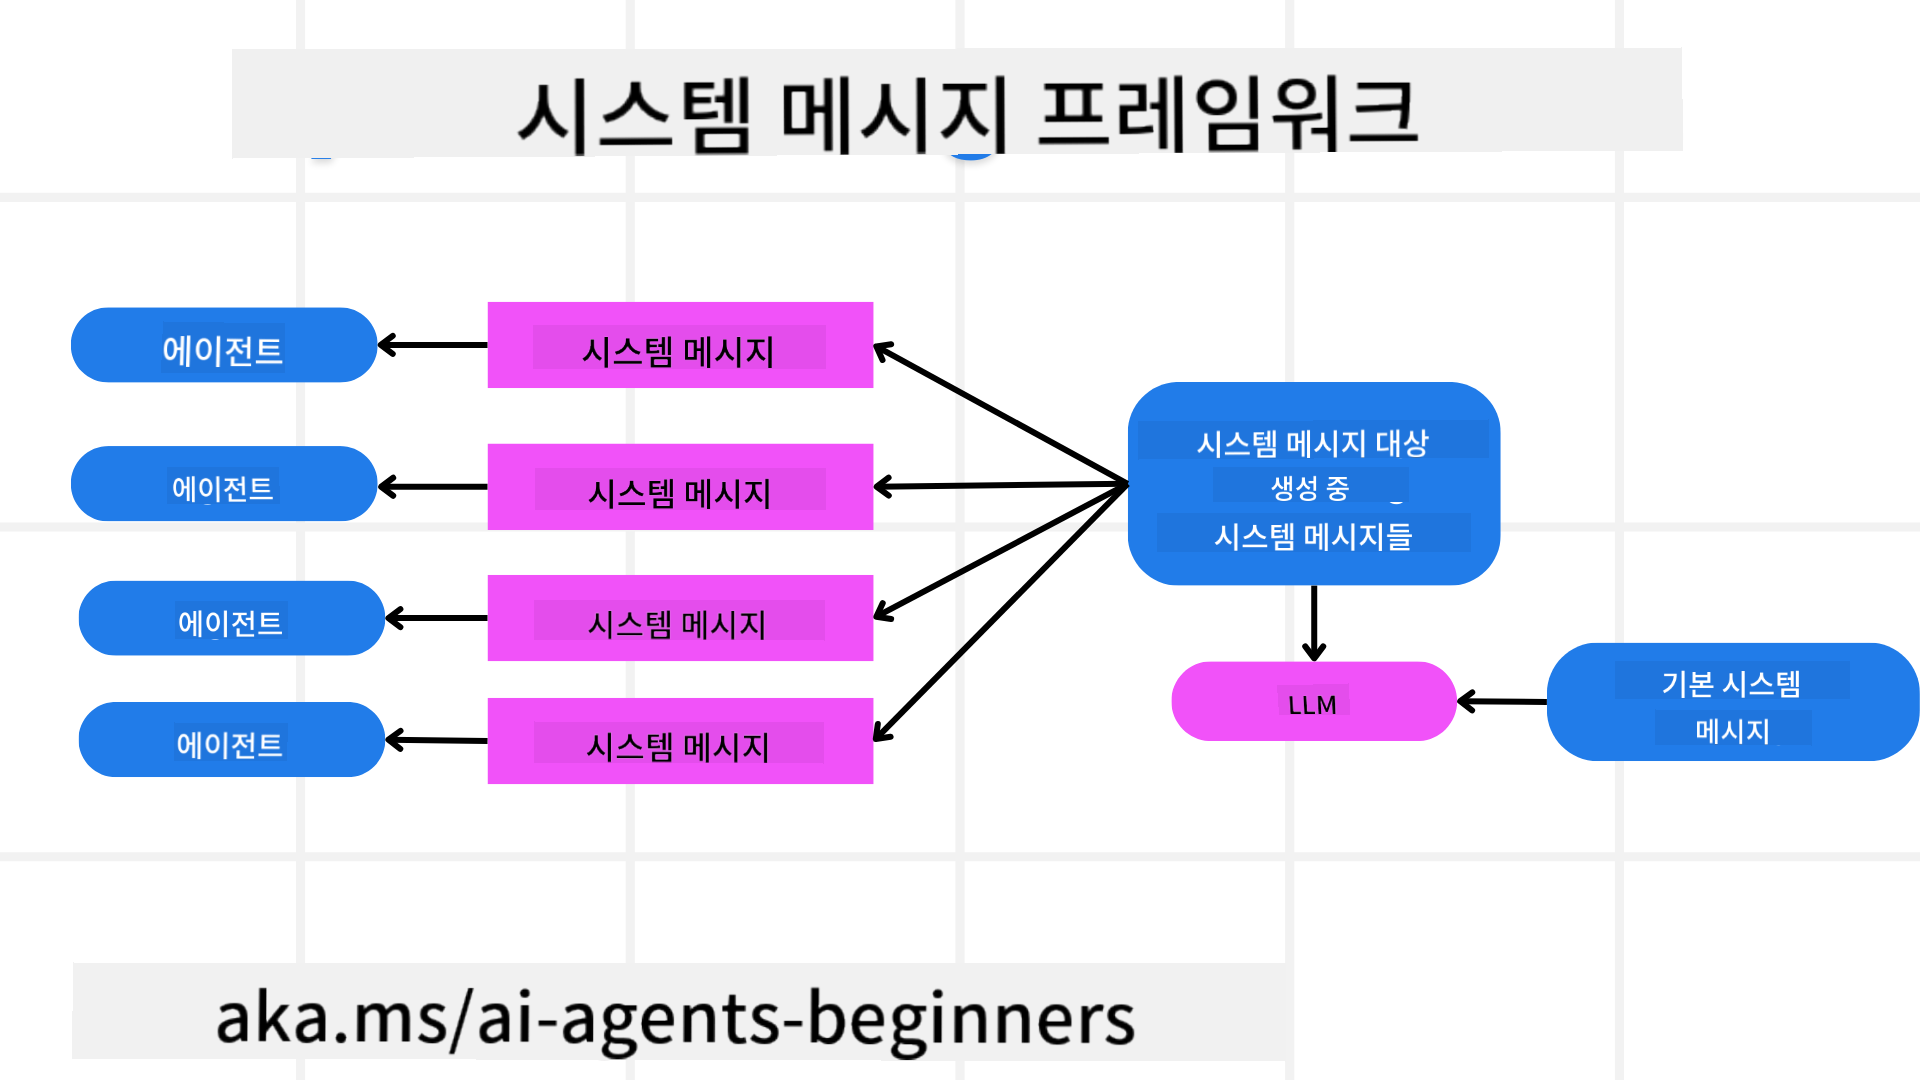 시스템 메시지 프레임워크
에이전트
시스템 메시지
에이전트
시스템 메시지
에이전트
시스템 메시지
에이전트
시스템 메시지
시스템 메시지 대상
생성 중
시스템 메시지들
LLM
기본 시스템
메시지
aka.ms/ai-agents-beginners